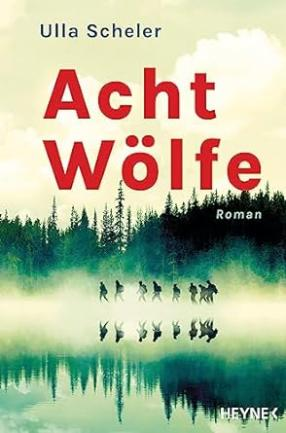 Ulla Scheler
Acht
Wölfe
Roman
HEYNE